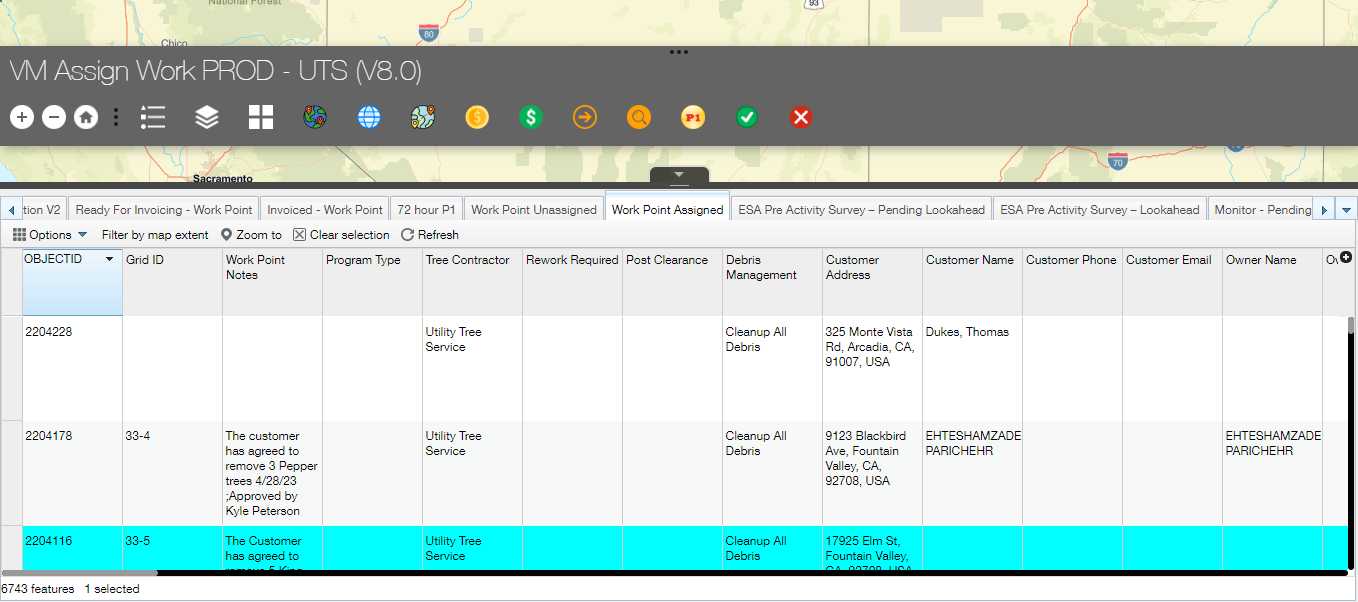 National Forest
93
80
Chico
VM Assign Work PROD - UTS (V8.0)
$
$
P1
70
Sacramento
tion V2
Ready For Invoicing - Work Point
Invoiced - Work Point
72 hour P1
Work Point Unassigned
Work Point Assigned
ESA Pre Activity Survey – Pending Lookahead
ESA Pre Activity Survey – Lookahead
Monitor - Pending
Options
Filter by map extent
Zoom to
Clear selection
Refresh
OBJECTID
Grid ID
Work Point
Notes
Program Type
Tree Contractor
Rework Required
Post Clearance
Debris
Management
Customer
Address
Customer Name
Customer Phone
Customer Email
Owner Name
2204228
Utility Tree
Service
Cleanup All
Debris
325 Monte Vista
Rd, Arcadia, CA,
91007, USA
Dukes, Thomas
2204178
33-4
The customer
has agreed to
remove 3 Pepper
trees 4/28/23
;Approved by
Kyle Peterson
Utility Tree
Service
Cleanup All
Debris
9123 Blackbird
Ave, Fountain
Valley, CA,
92708, USA
EHTESHAMZADE
PARICHEHR
EHTESHAMZADE
PARICHEHR
2204116
33-5
The Customer
has agreed to
remove 5 King
Utility Tree
Service
Cleanup All
Debris
17925 Elm St,
Fountain Valley,
CA, 92708, USA
6743 features
1 selected